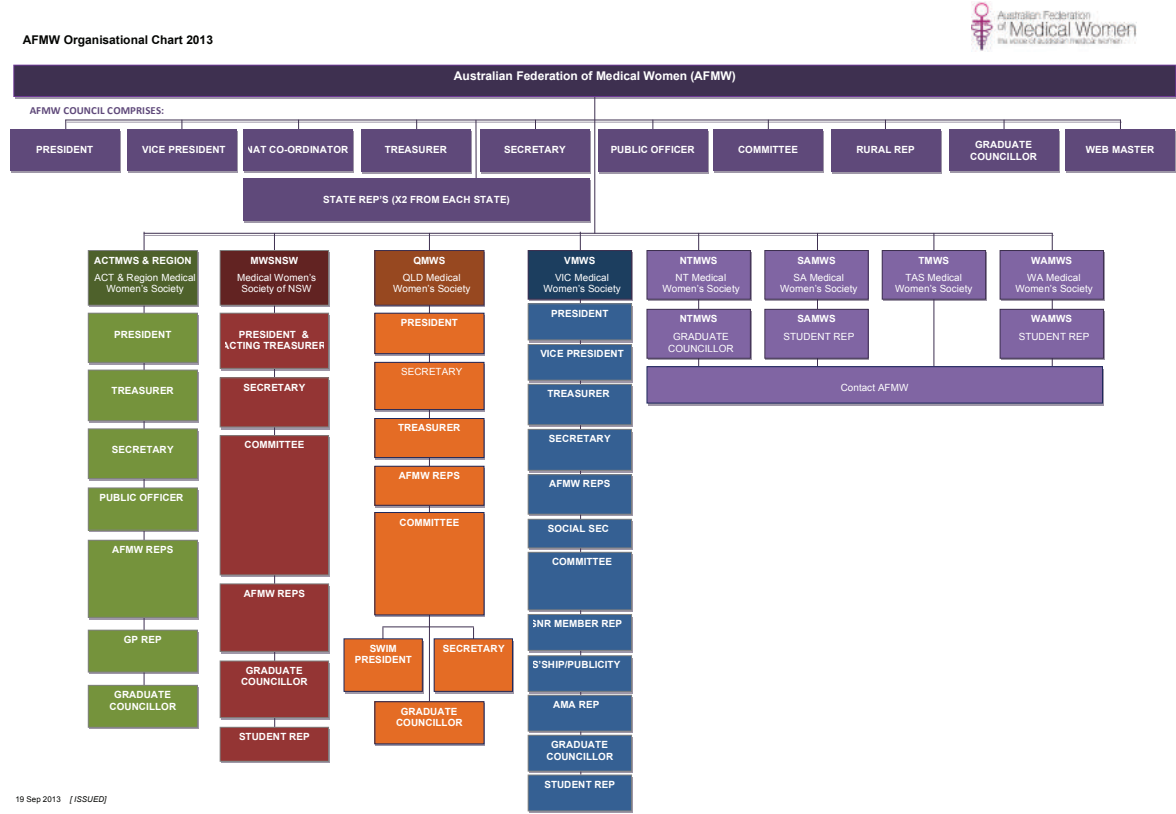 Australian Federation
of Medical Women
the voice of australian medical women
AFMW Organisational Chart 2013
Australian Federation of Medical Women (AFMW)
AFMW COUNCIL COMPRISES:
PRESIDENT
VICE PRESIDENT
NAT CO-ORDINATOR
TREASURER
SECRETARY
PUBLIC OFFICER
COMMITTEE
RURAL REP
GRADUATE
COUNCILLOR
WEB MASTER
STATE REP'S (X2 FROM EACH STATE)
ACTMWS & REGION
ACT & Region Medical
Women's Society
PRESIDENT
TREASURER
SECRETARY
PUBLIC OFFICER
AFMW REPS
GP REP
GRADUATE
COUNCILLOR
MWSNSW
Medical Women's
Society of NSW
PRESIDENT &
ACTING TREASURER
SECRETARY
COMMITTEE
AFMW REPS
GRADUATE
COUNCILLOR
STUDENT REP
QMWS
QLD Medical
Women's Society
PRESIDENT
SECRETARY
TREASURER
AFMW REPS
COMMITTEE
SWIM
PRESIDENT
SECRETARY
GRADUATE
COUNCILLOR
VMWS
VIC Medical
Women's Society
PRESIDENT
VICE PRESIDENT
TREASURER
SECRETARY
AFMW REPS
SOCIAL SEC
COMMITTEE
SNR MEMBER REP
S'SHIP/PUBLICITY
AMA REP
GRADUATE
COUNCILLOR
STUDENT REP
NTMWS
NT Medical
Women's Society
NTMWS
GRADUATE
COUNCILLOR
SAMWS
SA Medical
Women's Society
SAMWS
STUDENT REP
TMWS
TAS Medical
Women's Society
WAMWS
WA Medical
Women's Society
WAMWS
STUDENT REP
Contact AFMW
19 Sep 2013 [ISSUED]